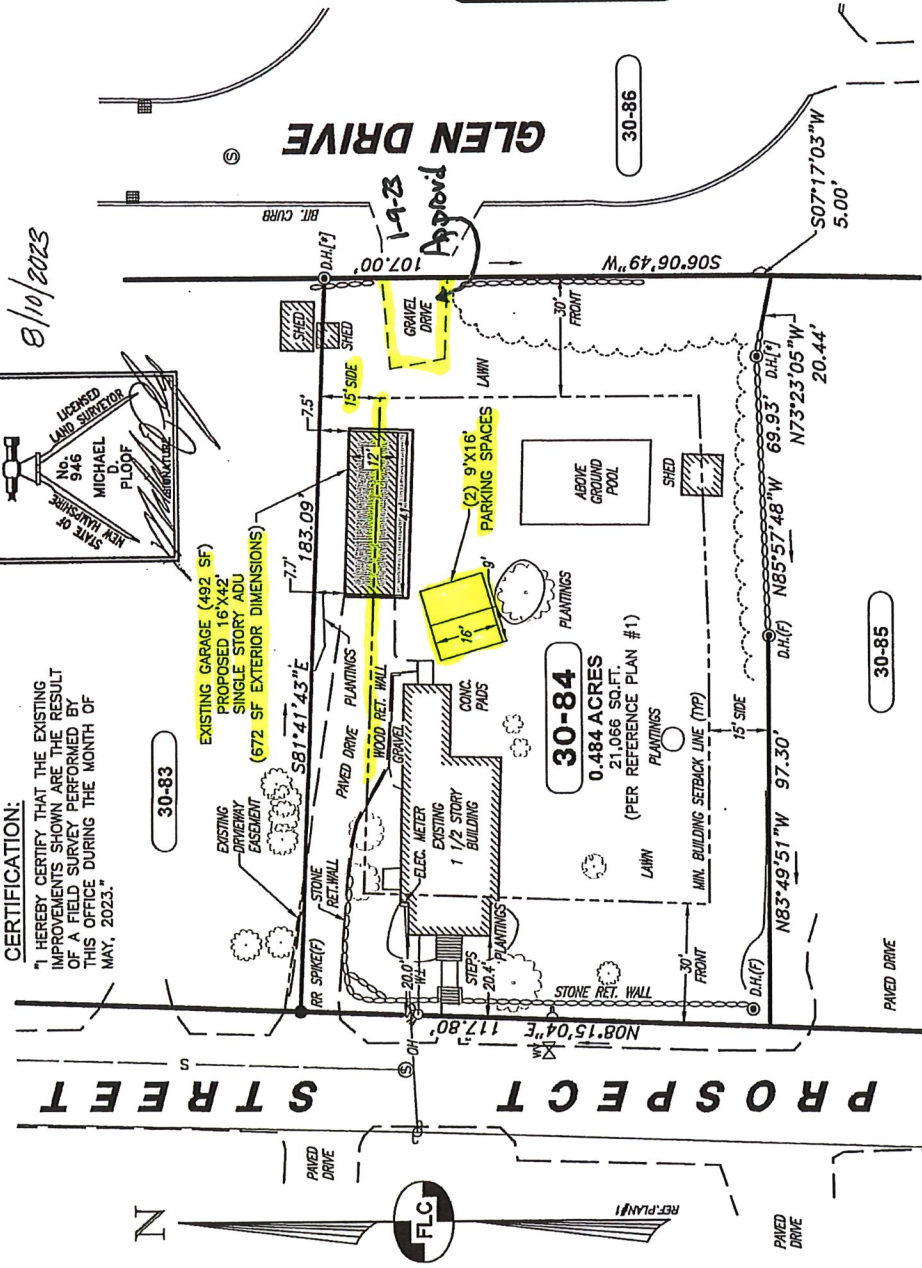 8/10/2023
CERTIFICATION:
"I HEREBY CERTIFY THAT THE EXISTING
IMPROVEMENTS SHOWN ARE THE RESULT
OF A FIELD SURVEY PERFORMED BY
THIS OFFICE DURING THE MONTH OF
MAY, 2023."
STATE OF
NEW HAMPSHIRE
LICENSED
LAND SURVEYOR
No.
946
MICHAEL
D.
PLOOF
SIGNATURE
30-83
EXISTING
DRVIEWAY
EASEMENT
EXISTING GARAGE (492 SF)
PROPOSED 16'X42'
SINGLE STORY ADU
(672 SF EXTERIOR DIMENSIONS)
S81°41'43"E
183.09'
7.7'
7.5'
15' SIDE
12'
41'
SHED
SHED
D.H.[*]
BIT. CURB
GLEN DRIVE
S
30-86
1-9-23
Approvid
107.00'
S06°06'49"W
GRAVEL
DRIVE
30'
FRONT
LAWN
S07°17'03"W
5.00'
RR SPIKE(F)
STONE
RET.WALL
PAVED DRIVE
PLANTINGS
WOOD RET. WALL
GRAVEL
ELEC. METER
EXISTING
1 1/2 STORY
BUILDING
CONC.
PADS
(2) 9'X16'
PARKING SPACES
16'
9'
PLANTINGS
ABOVE
GROUND
POOL
SHED
20.0'
20.4'
STEPS
PLANTINGS
30-84
0.484 ACRES
21,066 SQ.FT.
(PER REFERENCE PLAN #1)
PLANTINGS
LAWN
MIN. BUILDING SETBACK LINE (TYP)
15' SIDE
30'
FRONT
STONE RET. WALL
D.H.(F)
N83°49'51"W 97.30'
D.H.(F)
N85°57'48"W 69.93'
D.H.[*]
N73°23'05"W
20.44'
30-85
N08°15'04"E
117.80'
OH
WV
S
S
PROSPECT STREET
PAVED
DRIVE
PAVED DRIVE
PAVED
DRIVE
N
FLC
REF.PLAN#1